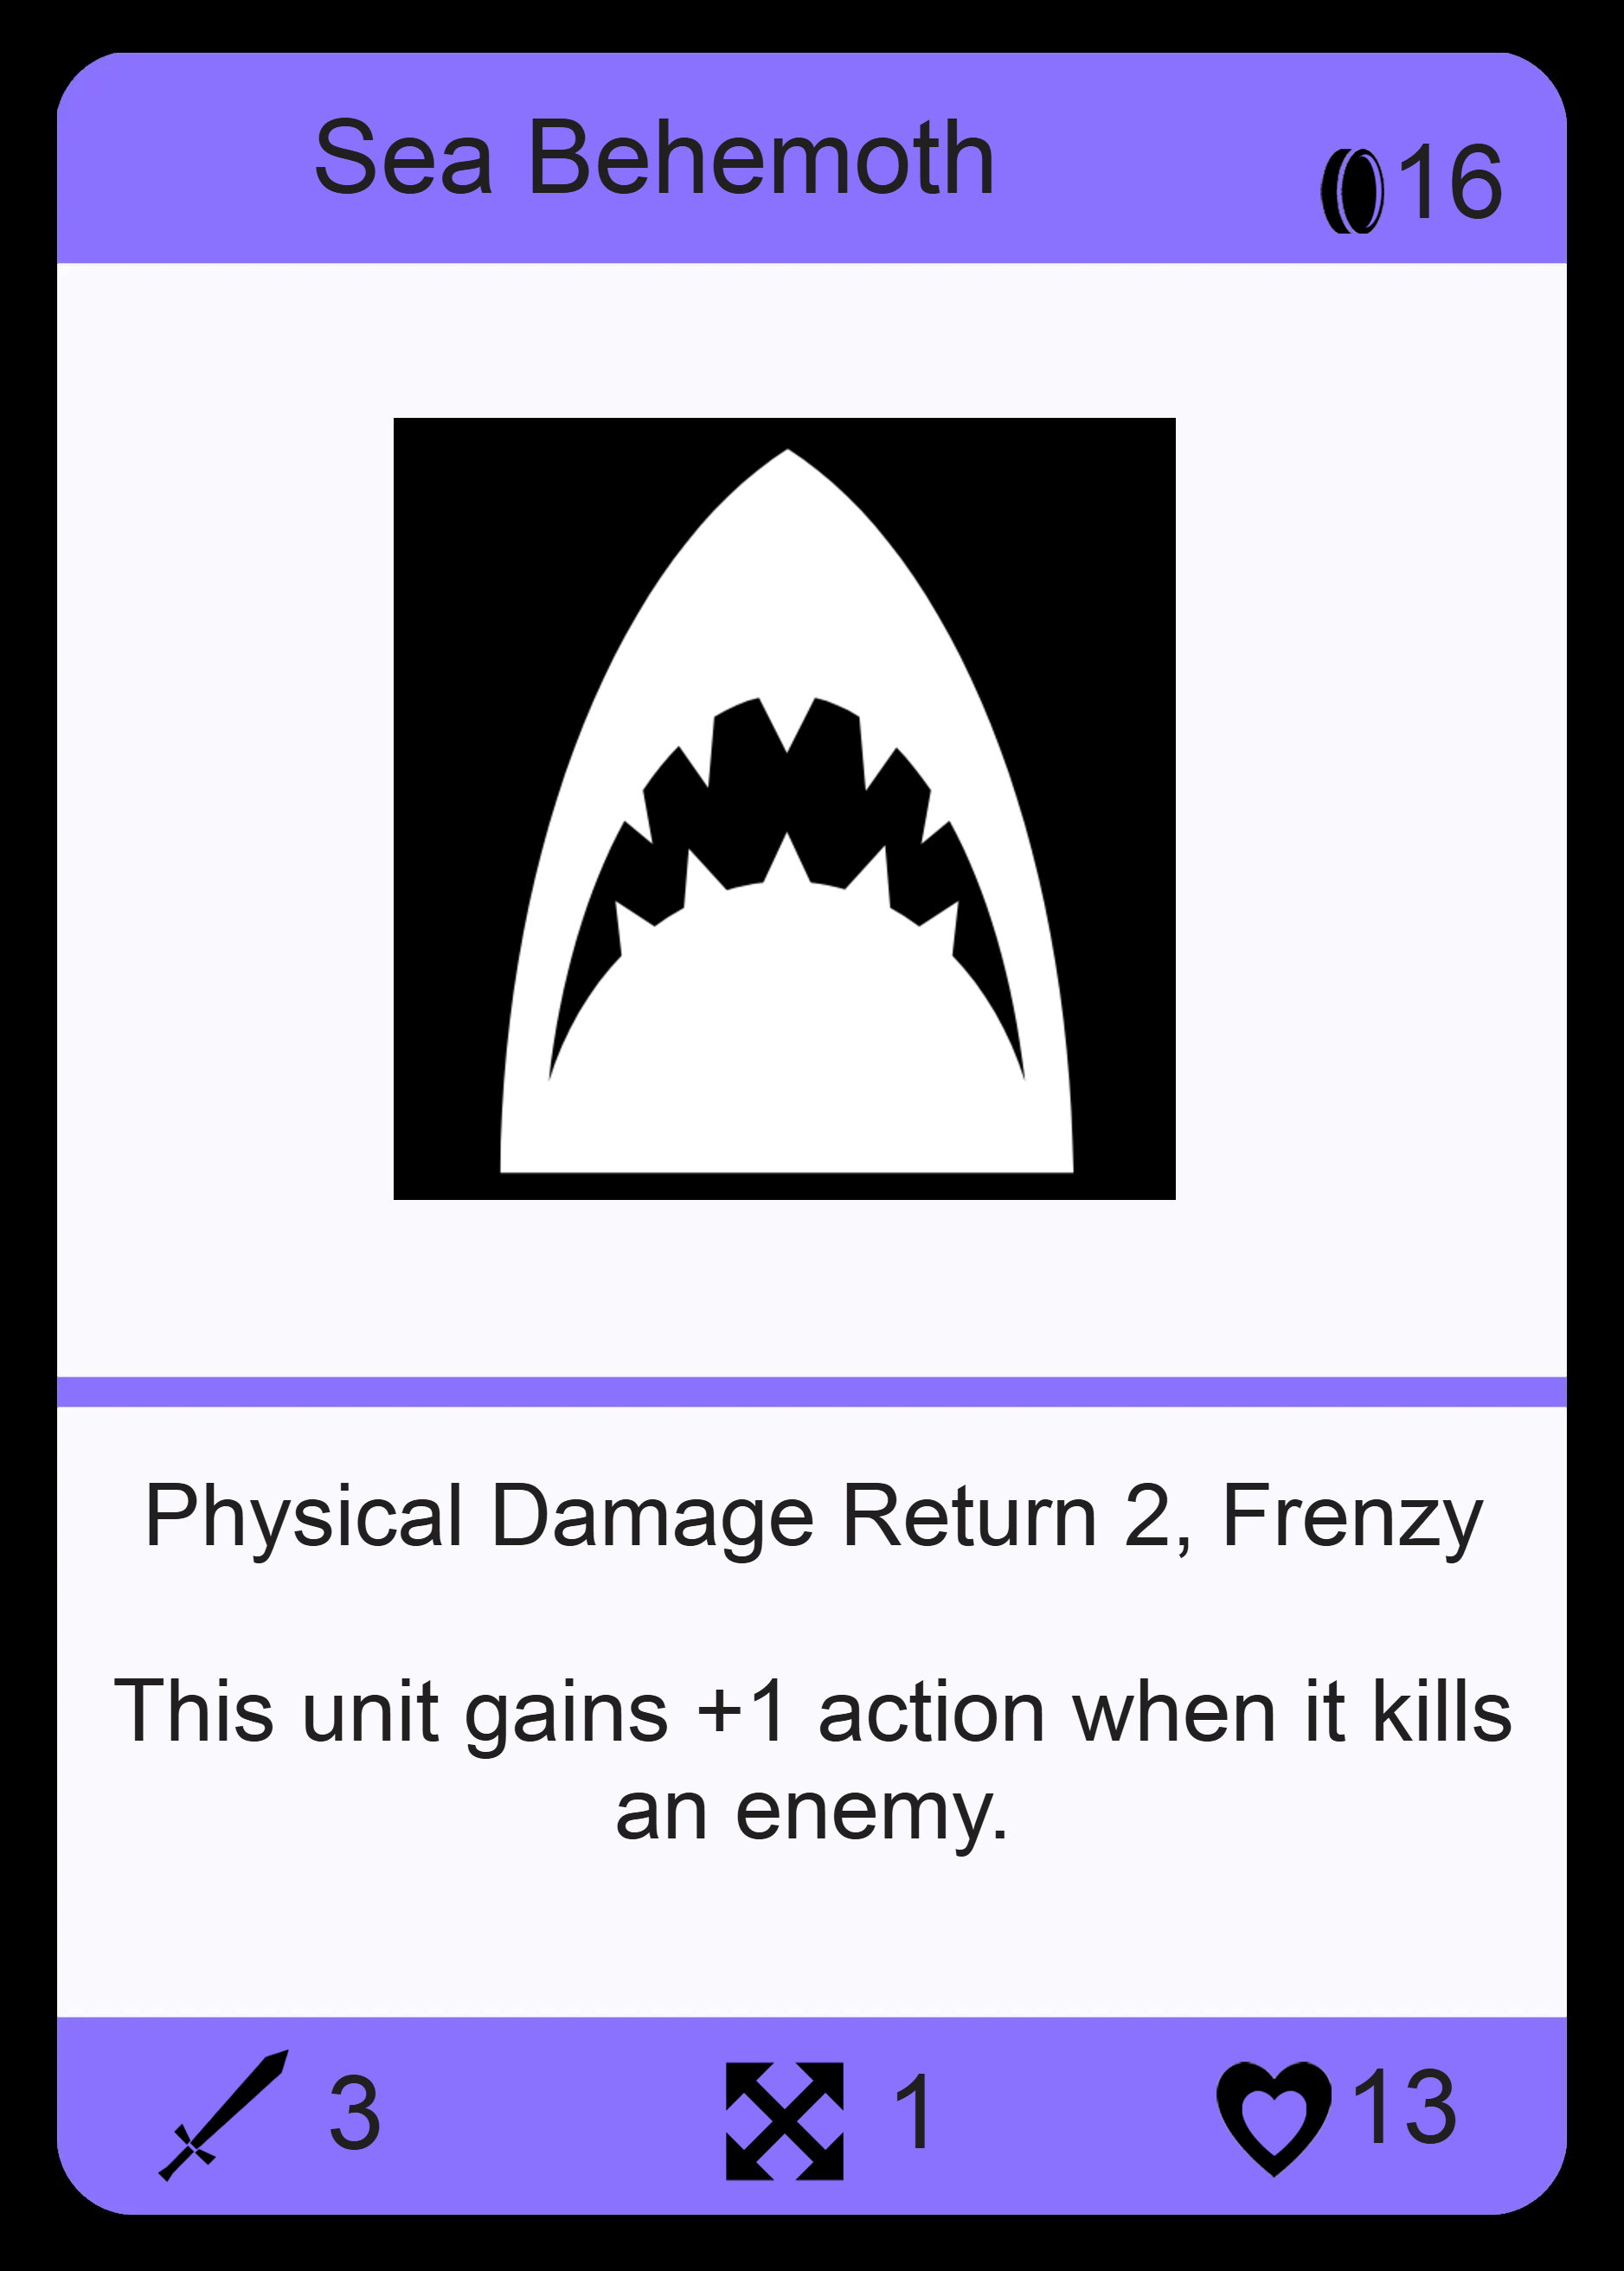 Sea Behemoth
16
Physical Damage Return 2, Frenzy
This unit gains +1 action when it kills
an enemy.
3
1
13